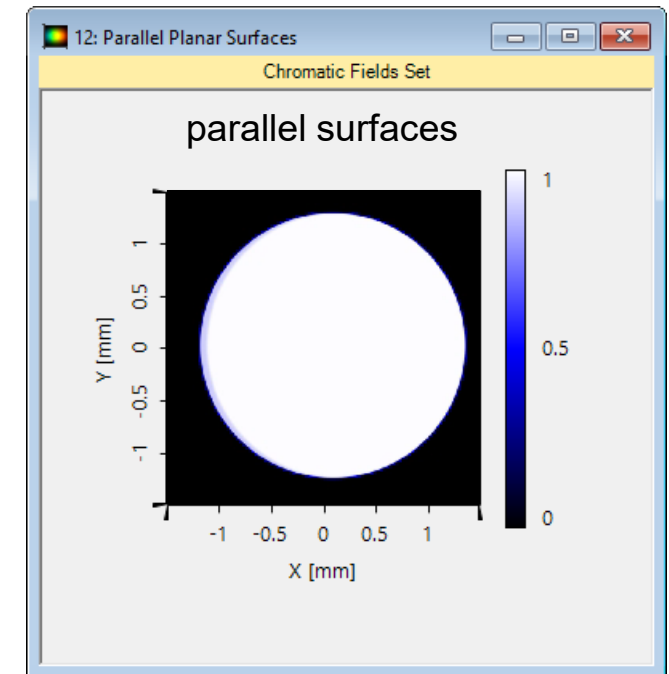 12: Parallel Planar Surfaces
Chromatic Fields Set
parallel surfaces
1
0.5
0
1
0.5
0
-0.5
-1
Y [mm]
-1 -0.5 0 0.5 1
X [mm]